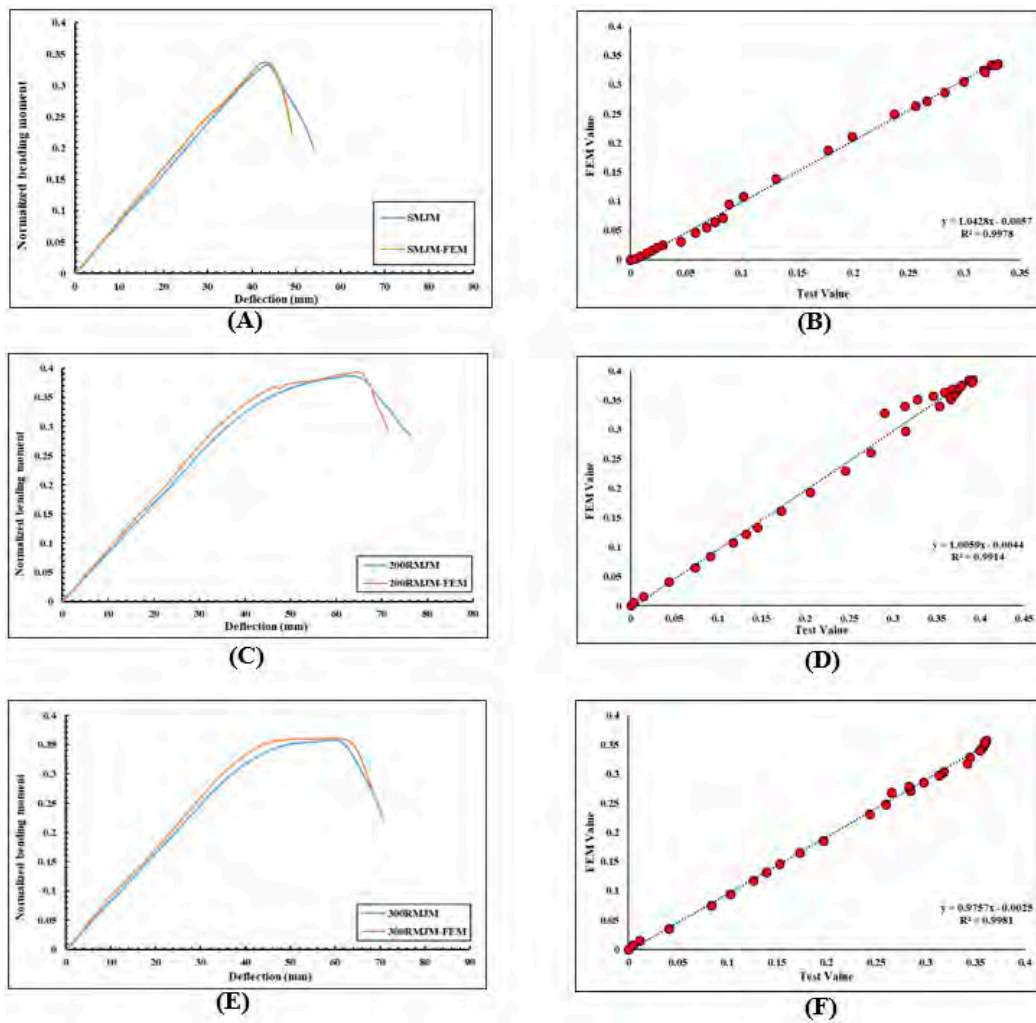 0.4
0.35
0.3
0.25
0.2
0.15
0.1
0.05
0
Normalized bending moment
SMJM
SMJM-FEM
0 10 20 30 40 50 60 70 80 90
Deflection (mm)
(A)
0.4
0.35
0.3
0.25
0.2
0.15
0.1
0.05
0
FEM Value
y = 1.0428x - 0.0057
R² = 0.9978
0 0.05 0.1 0.15 0.2 0.25 0.3 0.35
Test Value
(B)
0.4
0.35
0.3
0.25
0.2
0.15
0.1
0.05
0
Normalized bending moment
200RMJM
200RMJM-FEM
0 10 20 30 40 50 60 70 80 90
Deflection (mm)
(C)
0.4
0.35
0.3
0.25
0.2
0.15
0.1
0.05
0
FEM Value
y = 1.0059x - 0.0044
R² = 0.9914
0 0.05 0.1 0.15 0.2 0.25 0.3 0.35 0.4 0.45
Test Value
(D)
0.4
0.35
0.3
0.25
0.2
0.15
0.1
0.05
0
Normalized bending moment
300RMJM
300RMJM-FEM
0 10 20 30 40 50 60 70 80 90
Deflection (mm)
(E)
0.4
0.35
0.3
0.25
0.2
0.15
0.1
0.05
0
FEM Value
y = 0.9757x - 0.0025
R² = 0.9981
0 0.05 0.1 0.15 0.2 0.25 0.3 0.35 0.4
Test Value
(F)